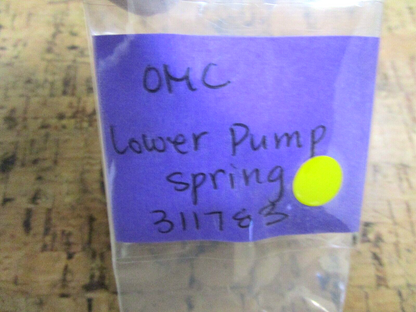 OMC
Lower Pump
spring
311783